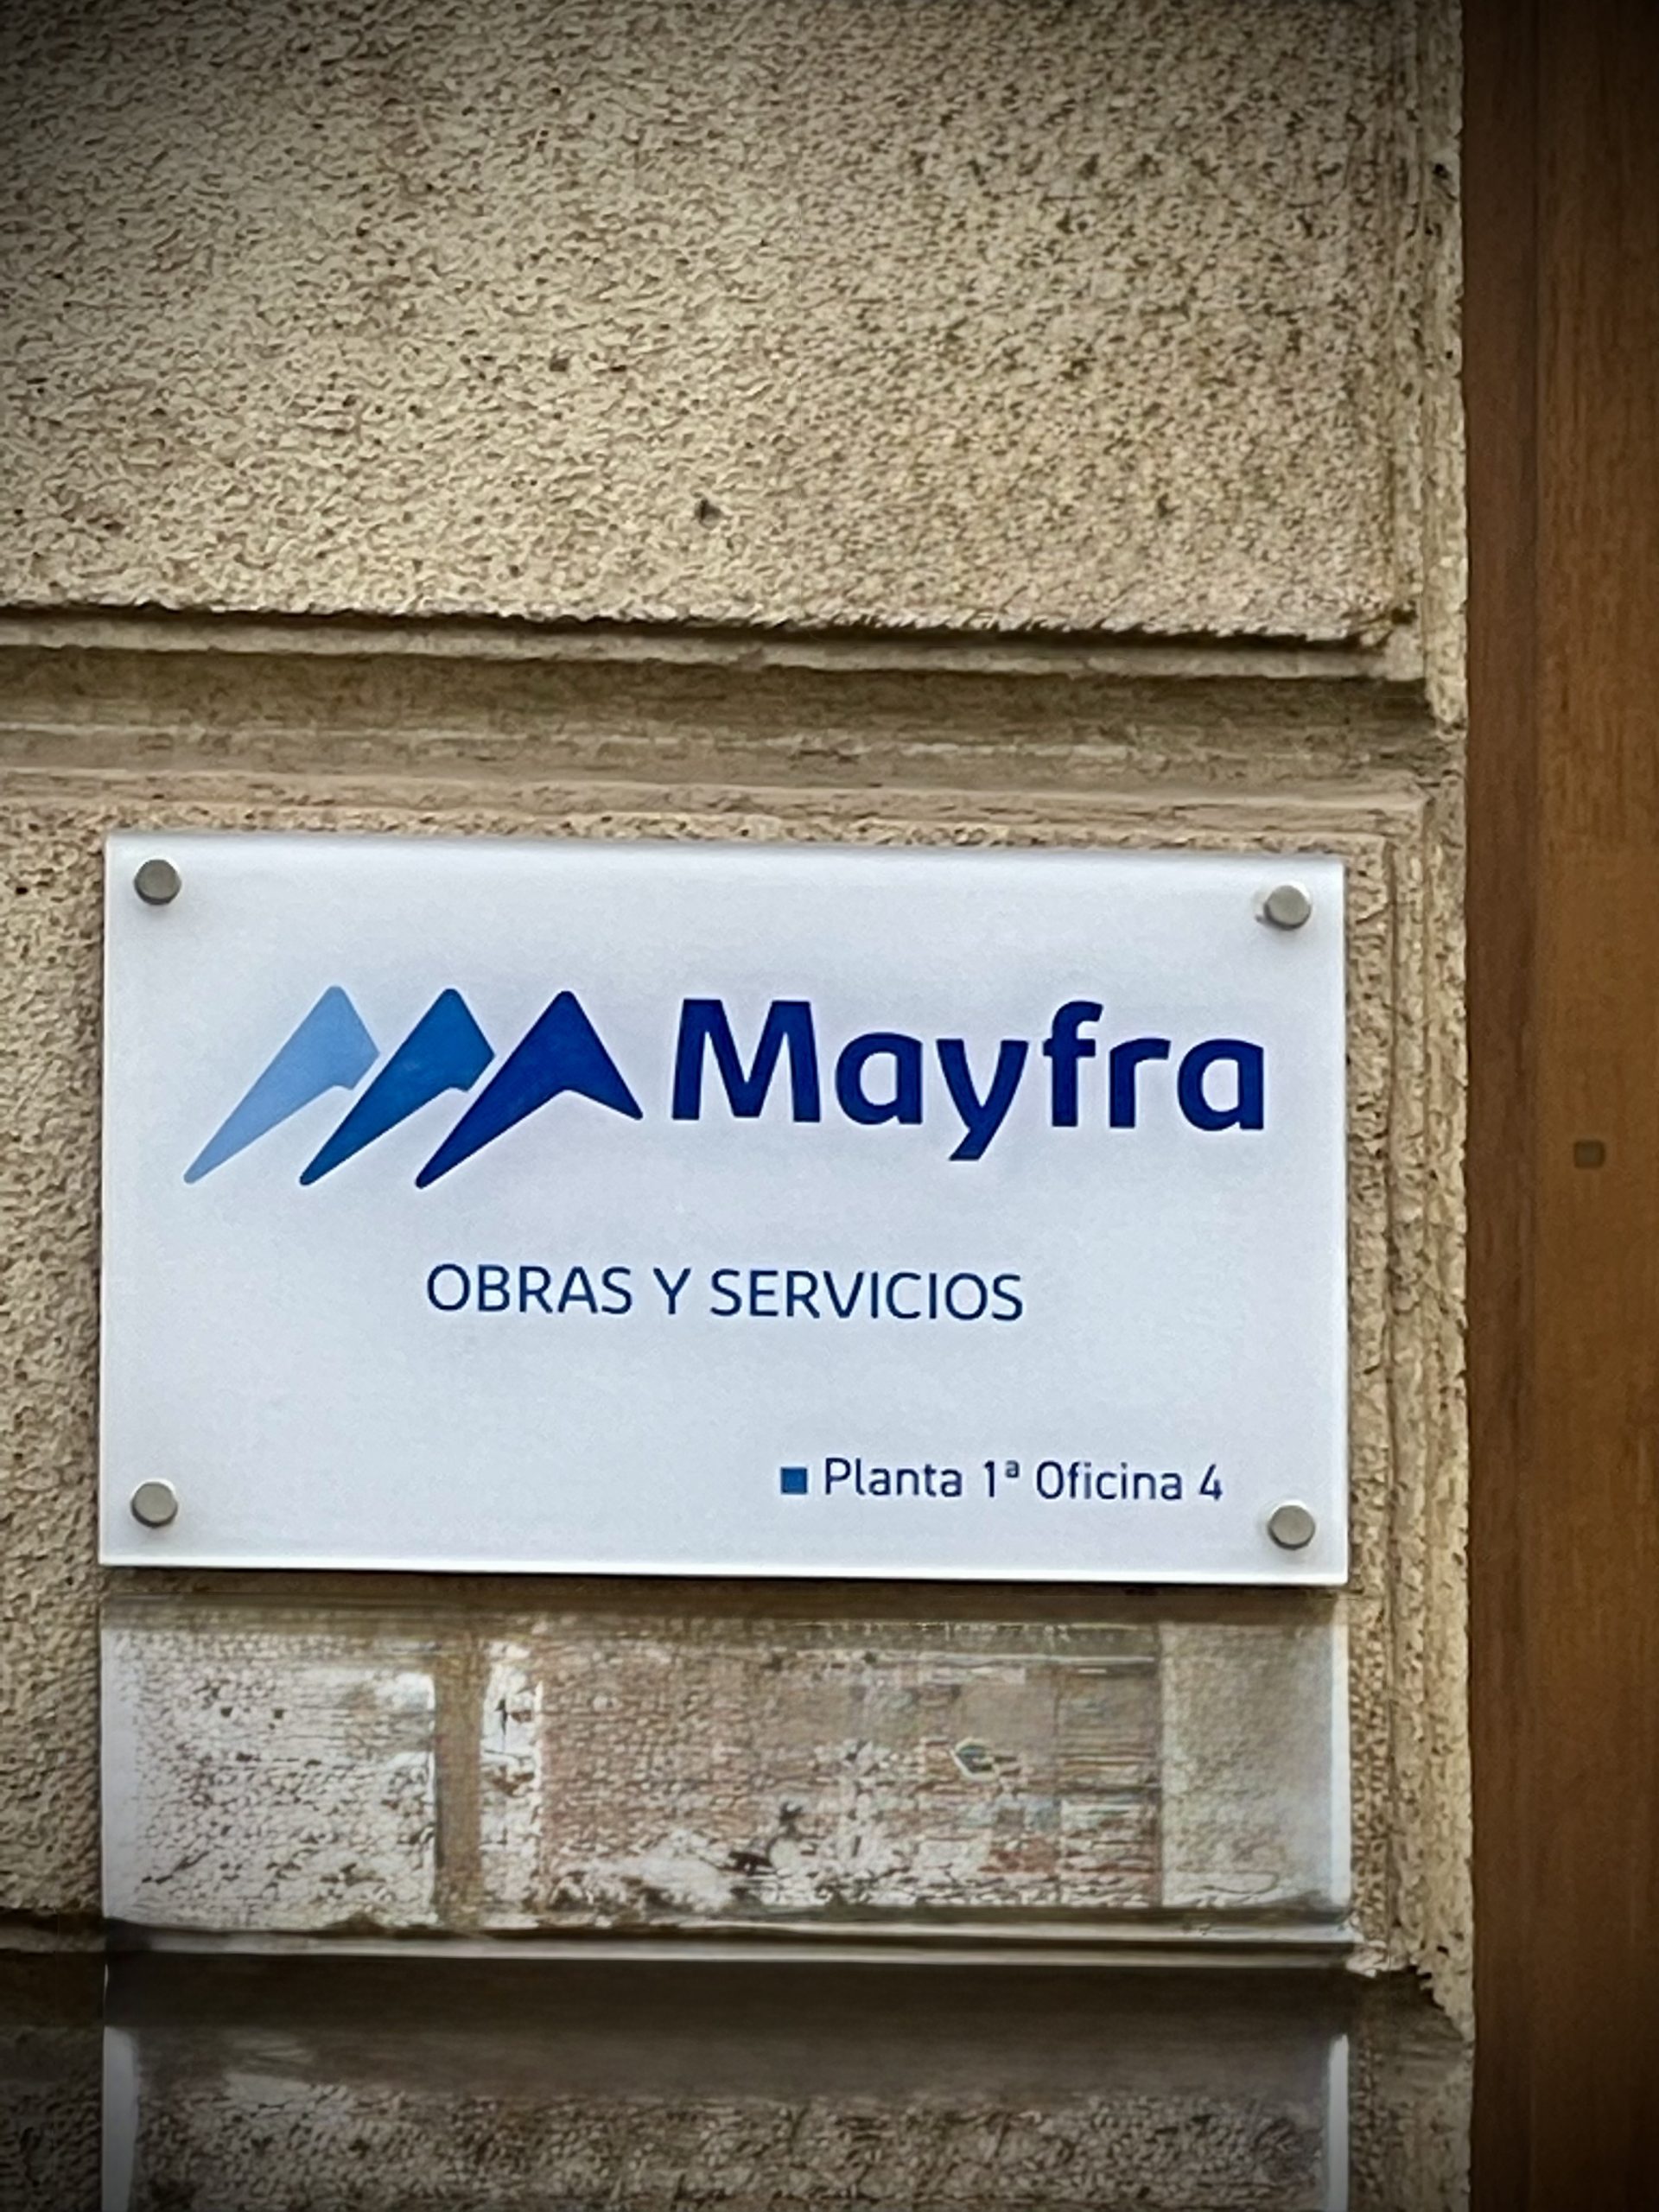 Mayfra
OBRAS Y SERVICIOS
Planta 1ª Oficina 4